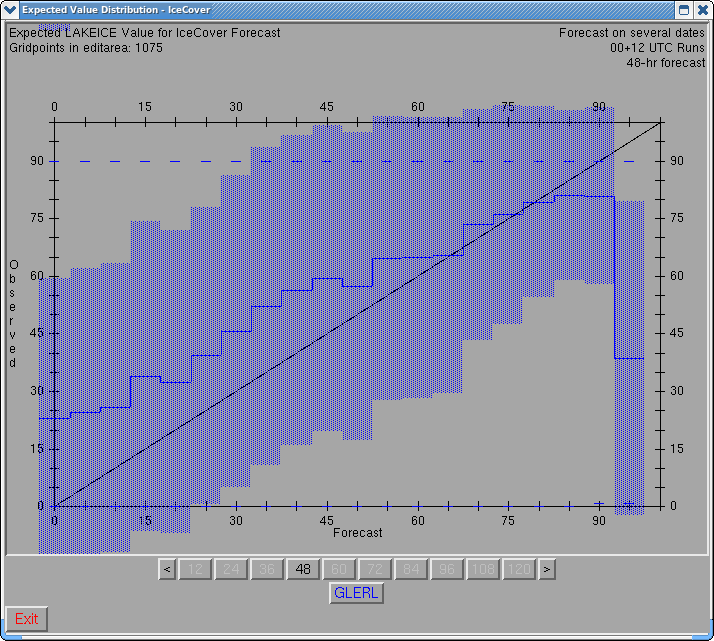 Expected Value Distribution - IceCover
Expected LAKEICE Value for IceCover Forecast
Forecast on several dates
Gridpoints in editarea: 1075
00+12 UTC Runs
48-hr forecast
0 15 30 45 60 75 90
90 90
75 75
60 60
45 45
30 30
15 15
0 0
Observed
0 15 30 45 60 75 90
Forecast
< 12 24 36 48 60 72 84 96 108 120 >
GLERL
Exit